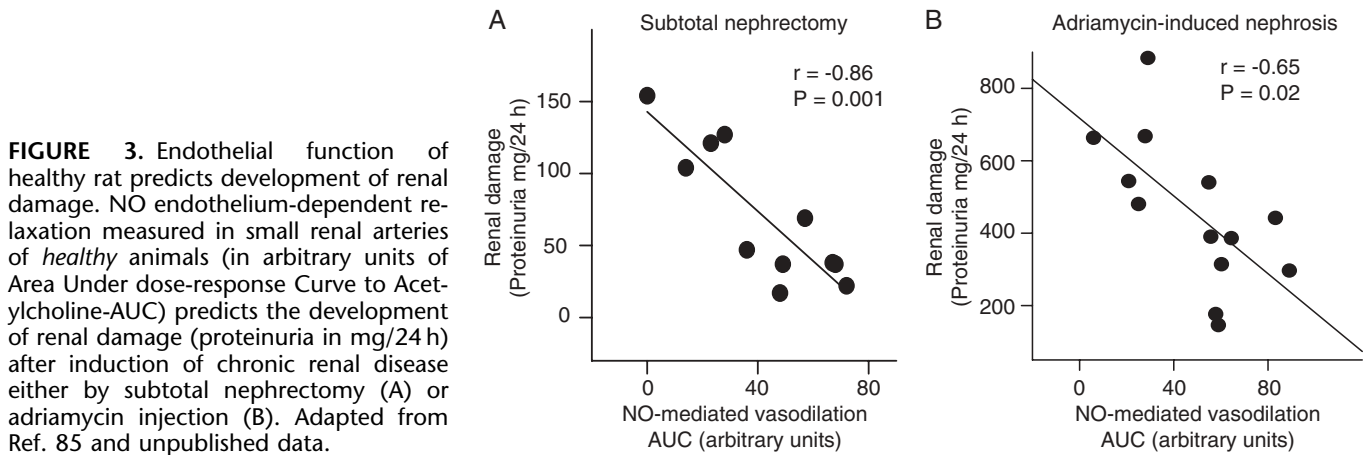 FIGURE 3. Endothelial function of
healthy rat predicts development of renal
damage. NO endothelium-dependent re-
laxation measured in small renal arteries
of healthy animals (in arbitrary units of
Area Under dose-response Curve to Acet-
ylcholine-AUC) predicts the development
of renal damage (proteinuria in mg/24 h)
after induction of chronic renal disease
either by subtotal nephrectomy (A) or
adriamycin injection (B). Adapted from
Ref. 85 and unpublished data.
A
Subtotal nephrectomy
r = -0.86
P = 0.001
Renal damage
(Proteinuria mg/24 h)
150
100
50
0
0 40 80
NO-mediated vasodilation
AUC (arbitrary units)
B
Adriamycin-induced nephrosis
r = -0.65
P = 0.02
Renal damage
(Proteinuria mg/24 h)
800
600
400
200
0 40 80
NO-mediated vasodilation
AUC (arbitrary units)